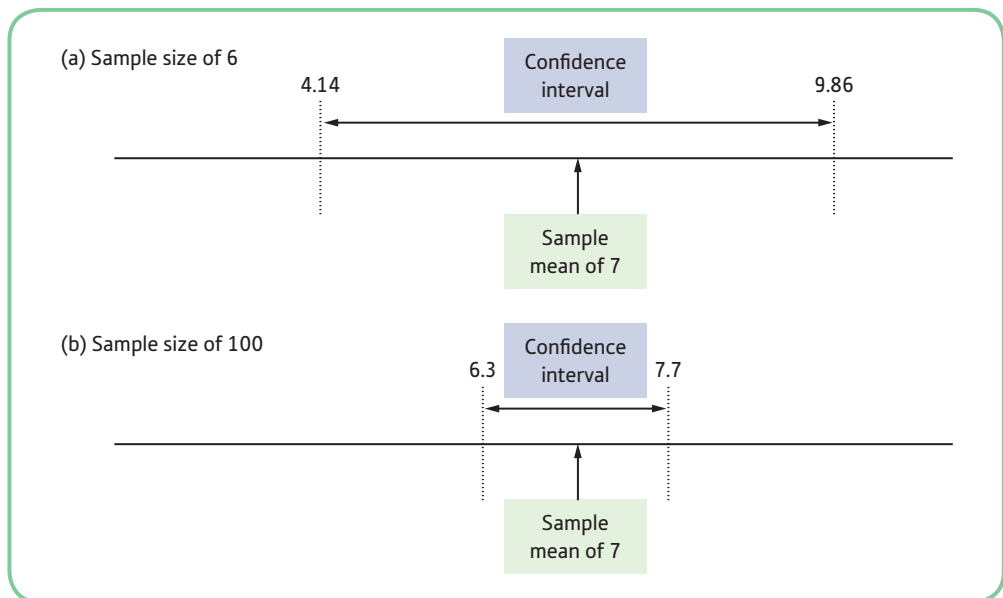 (a) Sample size of 6
Confidence
interval
4.14
9.86
Sample
mean of 7
(b) Sample size of 100
Confidence
interval
6.3
7.7
Sample
mean of 7